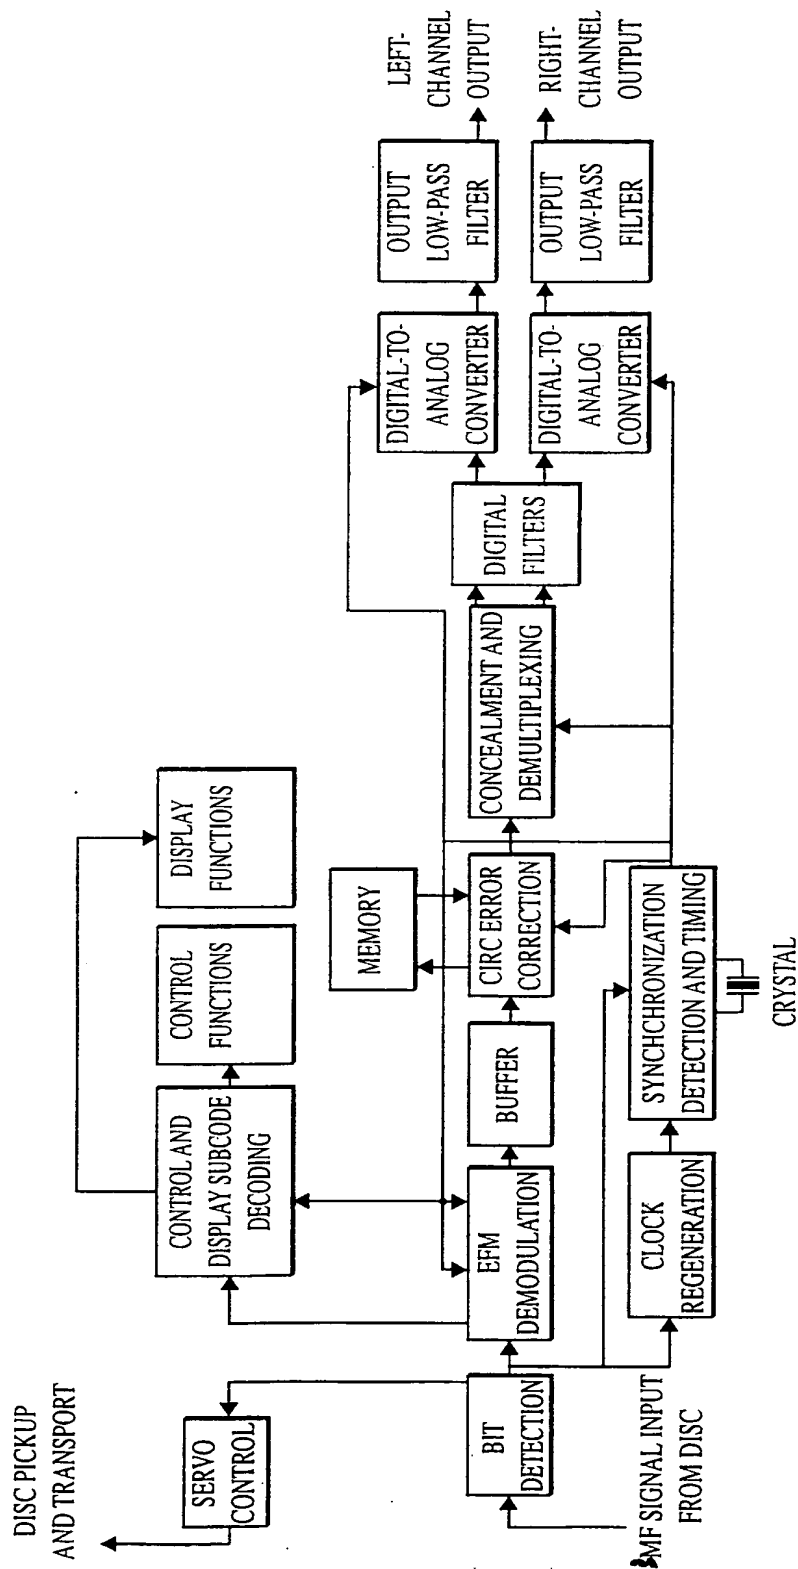 DISC PICKUP
AND TRANSPORT
SERVO
CONTROL
BIT
DETECTION
MF SIGNAL INPUT
FROM DISC
CONTROL AND
DISPLAY SUBCODE
DECODING
CONTROL
FUNCTIONS
DISPLAY
FUNCTIONS
EFM
DEMODULATION
BUFFER
MEMORY
CIRC ERROR
CORRECTION
CLOCK
REGENERATION
SYNCHCHRONIZATION
DETECTION AND TIMING
CRYSTAL
CONCEALMENT AND
DEMULTIPLEXING
DIGITAL
FILTERS
DIGITAL-TO-
ANALOG
CONVERTER
DIGITAL-TO-
ANALOG
CONVERTER
OUTPUT
LOW-PASS
FILTER
OUTPUT
LOW-PASS
FILTER
LEFT-
CHANNEL
OUTPUT
RIGHT-
CHANNEL
OUTPUT